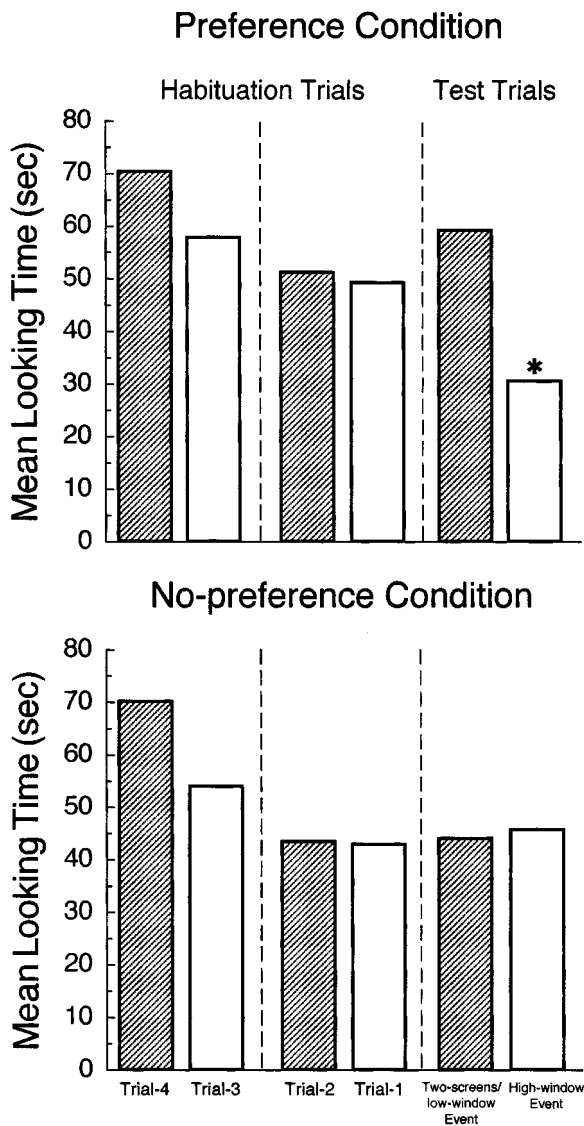 Preference Condition
Habituation Trials Test Trials
Mean Looking Time (sec)
80
70
60
50
40
30
20
10
0
*
No-preference Condition
Mean Looking Time (sec)
80
70
60
50
40
30
20
10
0
Trial-4 Trial-3 Trial-2 Trial-1 Two-screens/ High-window
low-window Event
Event